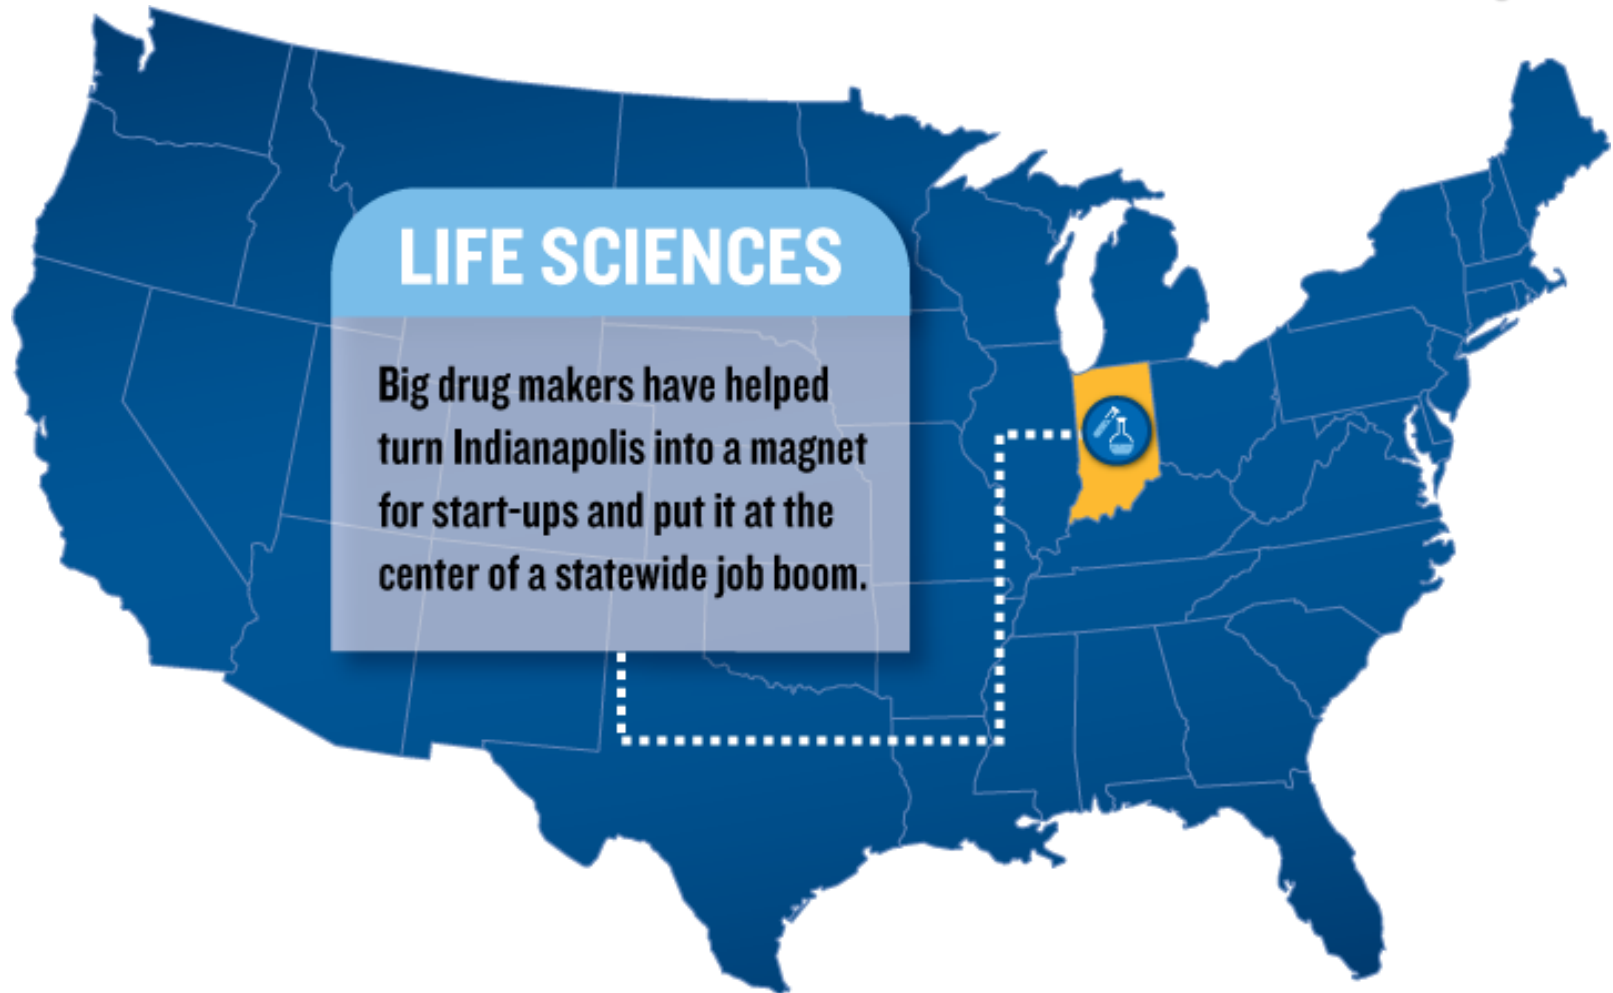 LIFE SCIENCES
Big drug makers have helped
turn Indianapolis into a magnet
for start-ups and put it at the
center of a statewide job boom.